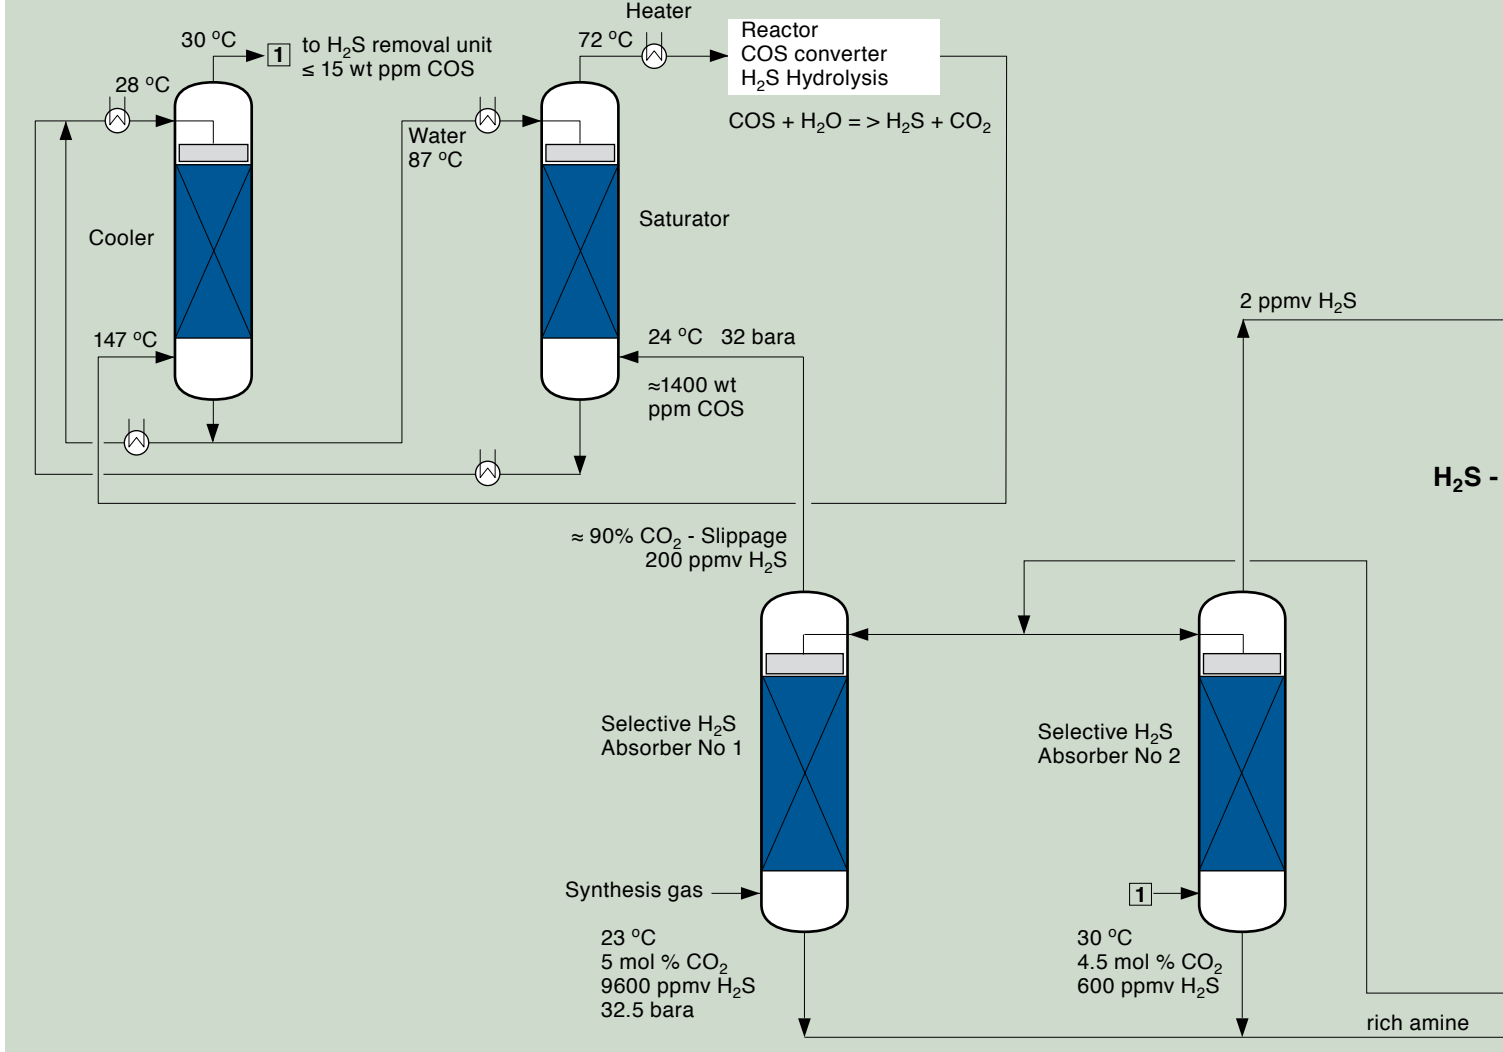 Heater
30 °C
1 to H₂S removal unit
≤ 15 wt ppm COS
72 °C
Reactor
COS converter
H₂S Hydrolysis
28 °C
COS + H₂O = > H₂S + CO₂
Water
87 °C
Cooler
Saturator
147 °C
24 °C 32 bara
≈1400 wt
ppm COS
2 ppmv H₂S
H₂S -
≈ 90% CO₂ - Slippage
200 ppmv H₂S
Selective H₂S
Absorber No 1
Selective H₂S
Absorber No 2
Synthesis gas
1
23 °C
5 mol % CO₂
9600 ppmv H₂S
32.5 bara
30 °C
4.5 mol % CO₂
600 ppmv H₂S
rich amine